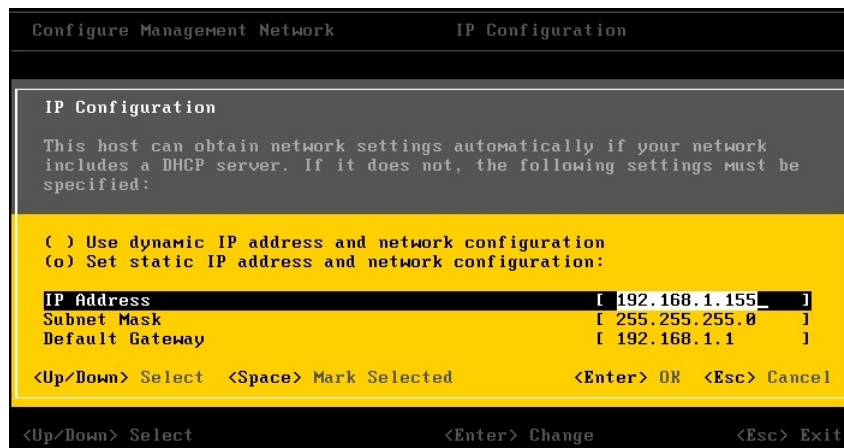 Configure Management Network IP Configuration
IP Configuration
This host can obtain network settings automatically if your network
includes a DHCP server. If it does not, the following settings must be
specified:
( ) Use dynamic IP address and network configuration
(o) Set static IP address and network configuration:
IP Address [ 192.168.1.155_ ]
Subnet Mask [ 255.255.255.0 ]
Default Gateway [ 192.168.1.1 ]
<Up/Down> Select <Space> Mark Selected <Enter> OK <Esc> Cancel
<Up/Down> Select <Enter> Change <Esc> Exit